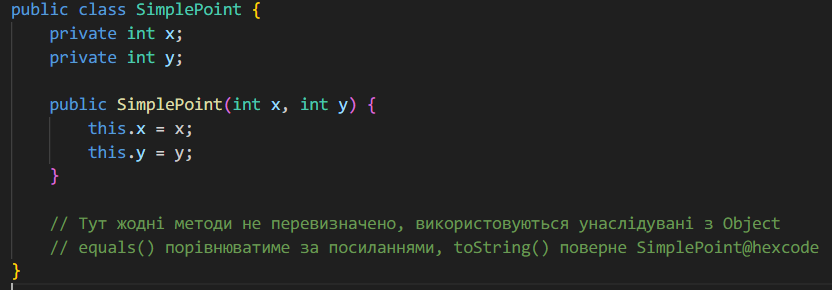 public class SimplePoint {
    private int x;
    private int y;

    public SimplePoint(int x, int y) {
        this.x = x;
        this.y = y;
    }

    // Тут жодні методи не перевизначено, використовуються унаслідувані з Object
    // equals() порівнюватиме за посиланнями, toString() поверне SimplePoint@hexcode
}